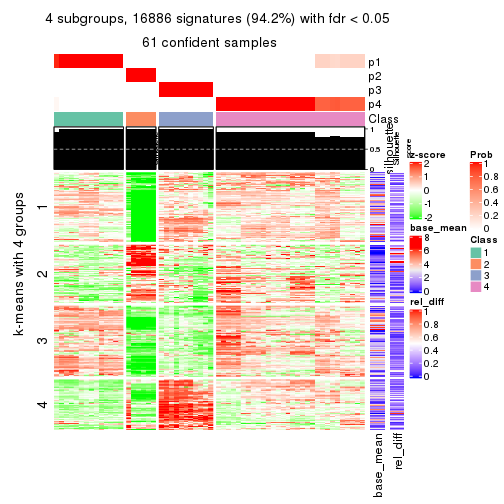 4 subgroups, 16886 signatures (94.2%) with fdr < 0.05
61 confident samples
p1
p2
p3
p4
Class
1
0.5
0
silhouette
Silhouette
score
k-means with 4 groups
1
2
3
4
base_mean
rel_diff
z-score
2
1
0
-1
-2
base_mean
8
6
4
2
0
rel_diff
1
0.8
0.6
0.4
0.2
0
Prob
1
0.8
0.6
0.4
0.2
0
Class
1
2
3
4